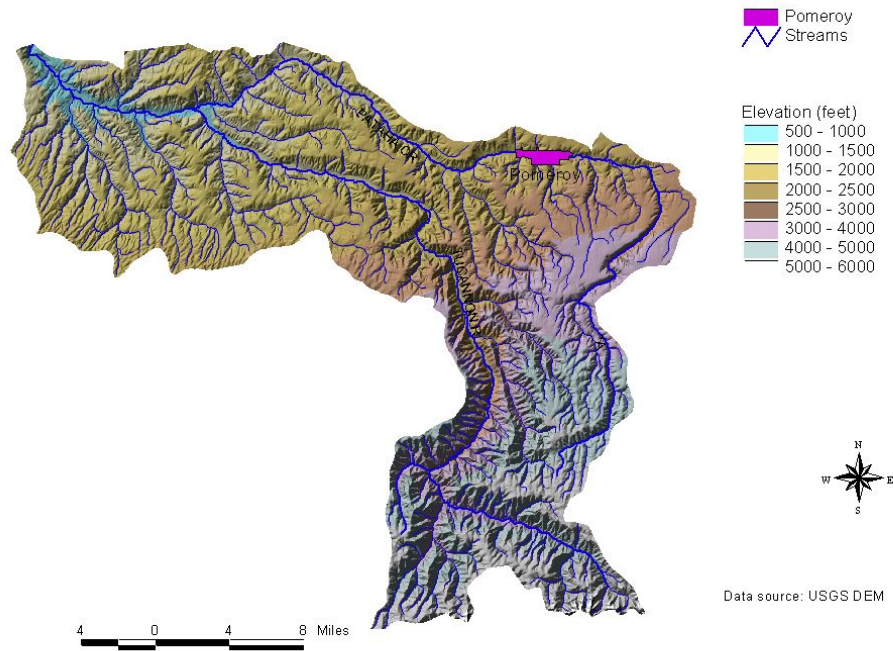 Pomeroy
Streams
Elevation (feet)
500 - 1000
1000 - 1500
1500 - 2000
2000 - 2500
2500 - 3000
3000 - 4000
4000 - 5000
5000 - 6000
Pomeroy
N
W E
S
Data source: USGS DEM
4 0 4 8 Miles